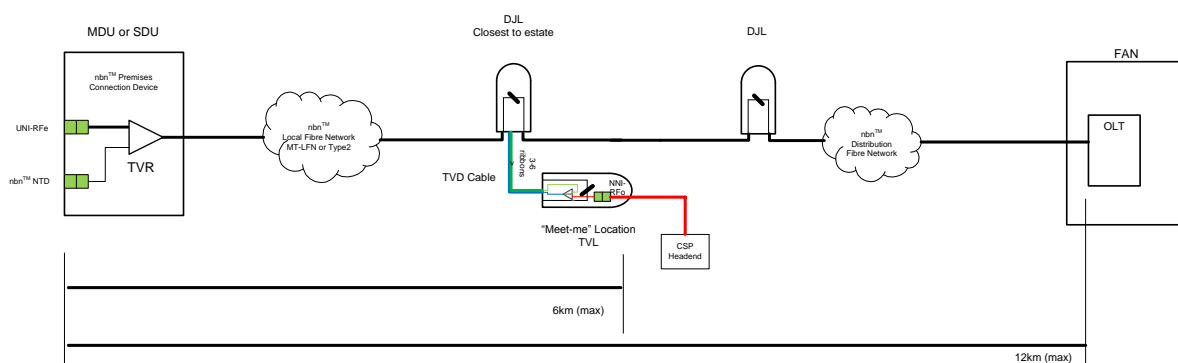 MDU or SDU
nbn™ Premises
Connection Device
UNI-RFe
TVR
nbn™ NTD
nbn™
Local Fibre Network
MT-LFN or Type2
DJL
Closest to estate
3-6
ribbons
TVD Cable
NNI-
RFo
"Meet-me" Location
TVL
CSP
Headend
DJL
nbn™
Distribution
Fibre Network
FAN
OLT
6km (max)
12km (max)